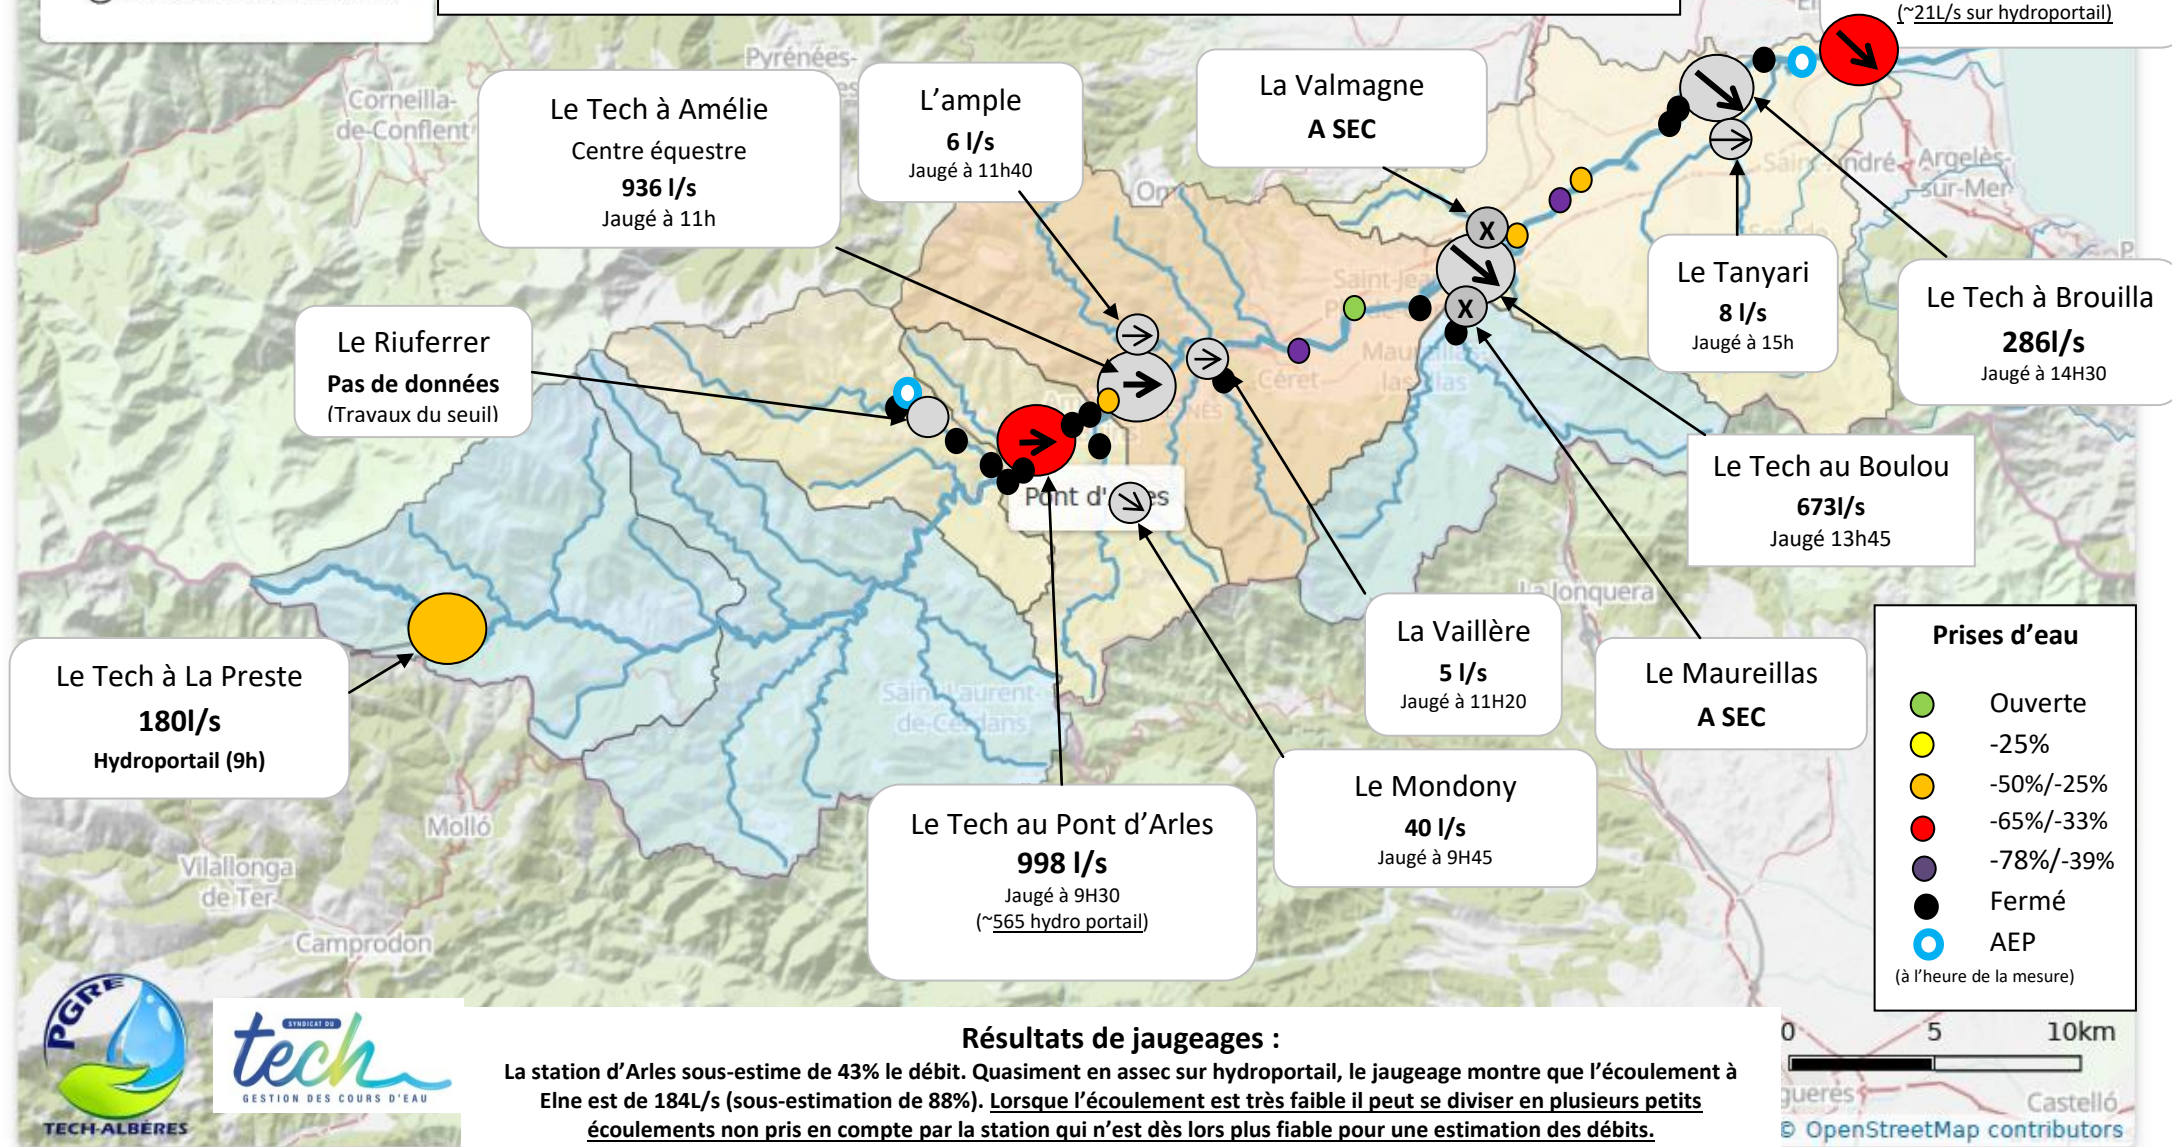 (~21L/s sur hydroportail)
Pyrénées-
Corneilla-
de-Conflent
Le Tech à Amélie
Centre équestre
936 l/s
Jaugé à 11h
L’ample
6 l/s
Jaugé à 11h40
La Valmagne
A SEC
Argelès-
sur-Mer
Le Riuferrer
Pas de données
(Travaux du seuil)
Le Tanyari
8 l/s
Jaugé à 15h
Le Tech à Brouilla
286l/s
Jaugé à 14H30
X
X
Céret
Le Tech au Boulou
673l/s
Jaugé 13h45
La Jonquera
Le Tech à La Preste
180l/s
Hydroportail (9h)
Saint-Laurent-
de-Cerdans
La Vaillère
5 l/s
Jaugé à 11H20
Le Maureillas
A SEC
Le Mondony
40 l/s
Jaugé à 9H45
Le Tech au Pont d’Arles
998 l/s
Jaugé à 9H30
(~565 hydro portail)
Molló
Vilallonga
de Ter
Camprodon
Prises d’eau
Ouverte
-25%
-50%/-25%
-65%/-33%
-78%/-39%
Fermé
AEP
(à l’heure de la mesure)
0 5 10km
Castelló
© OpenStreetMap contributors
PGRE
TECH-ALBÈRES
SYNDICAT DU
tech
GESTION DES COURS D'EAU
Résultats de jaugeages :
La station d’Arles sous-estime de 43% le débit. Quasiment en assec sur hydroportail, le jaugeage montre que l’écoulement à
Elne est de 184L/s (sous-estimation de 88%). Lorsque l’écoulement est très faible il peut se diviser en plusieurs petits
écoulements non pris en compte par la station qui n’est dès lors plus fiable pour une estimation des débits.